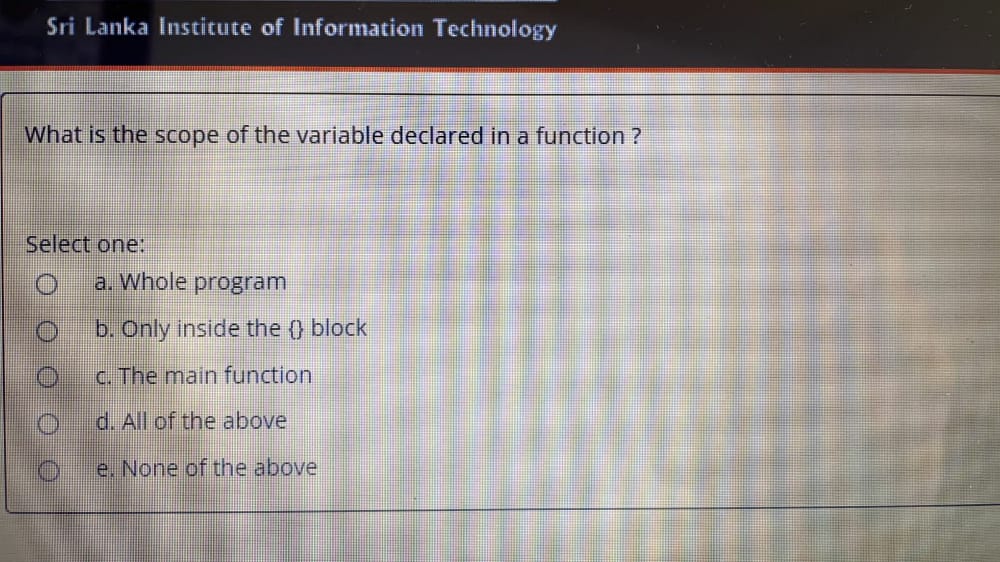 Sri Lanka Institute of Information Technology
What is the scope of the variable declared in a function ?
Select one:
a. Whole program
b. Only inside the {} block
c. The main function
d. All of the above
e. None of the above